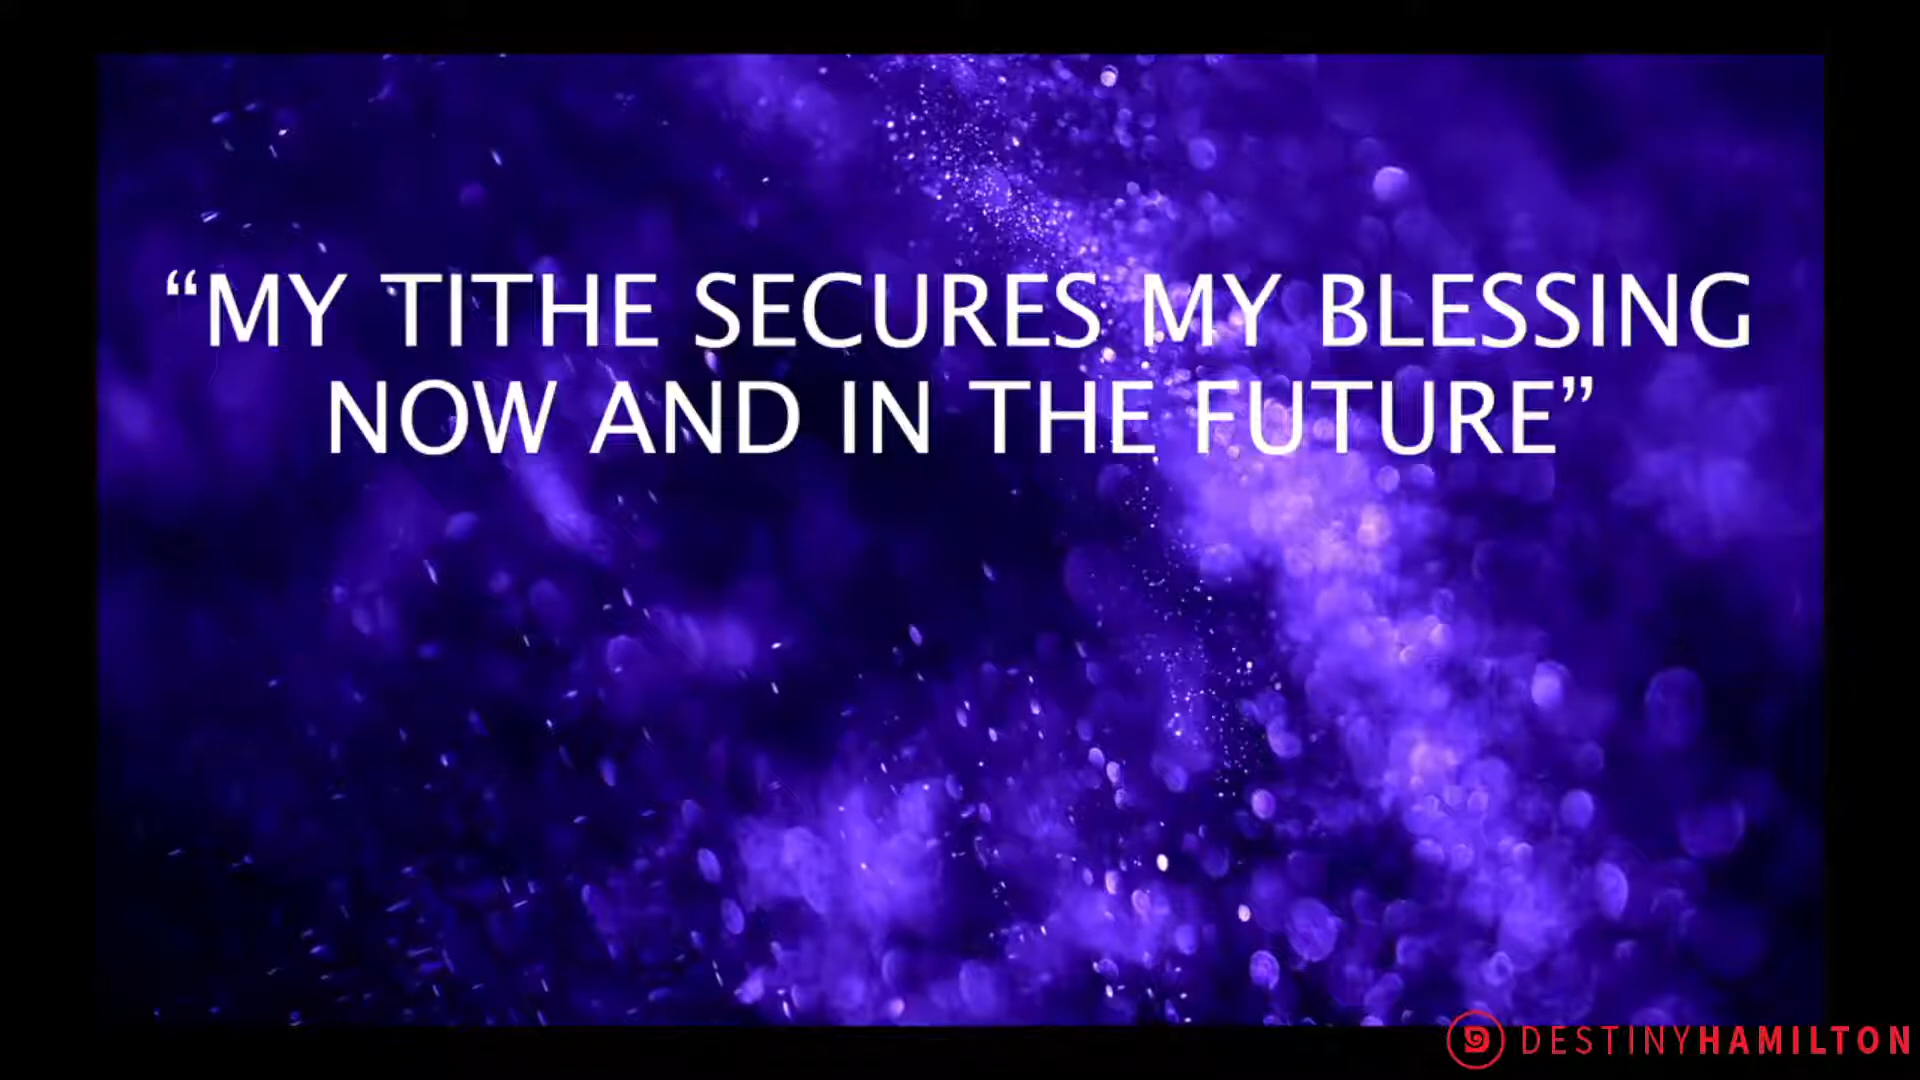 “MY TITHE SECURES MY BLESSING
NOW AND IN THE FUTURE”
DESTINYHAMILTON